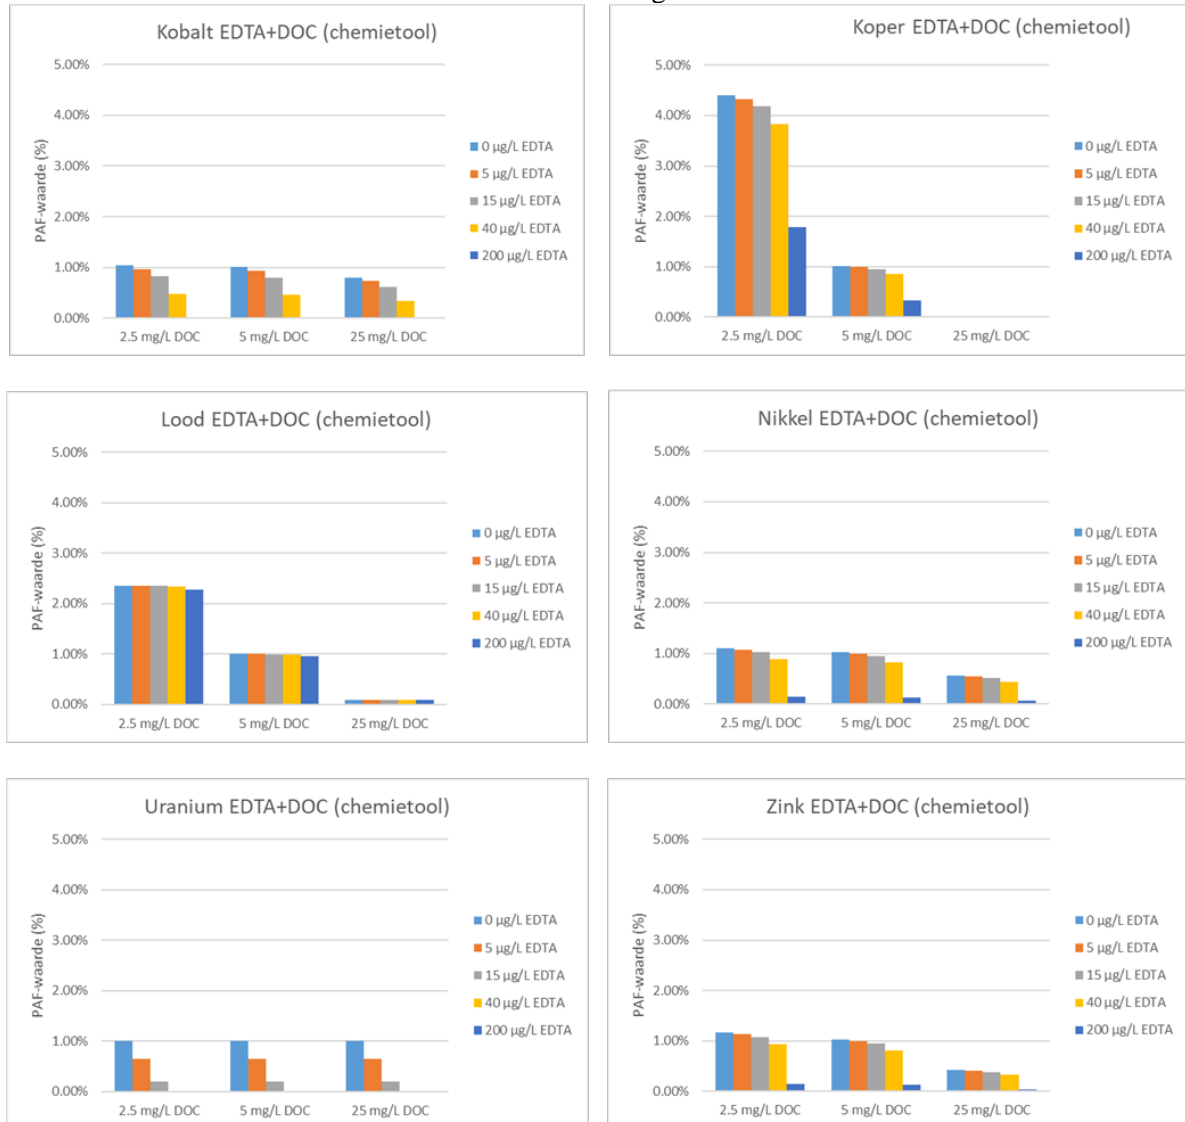 Kobalt EDTA+DOC (chemietool)
5.00%
4.00%
3.00%
2.00%
1.00%
0.00%
PAF-waarde (%)
2.5 mg/L DOC
5 mg/L DOC
25 mg/L DOC
0 µg/L EDTA
5 µg/L EDTA
15 µg/L EDTA
40 µg/L EDTA
200 µg/L EDTA
Koper EDTA+DOC (chemietool)
5.00%
4.00%
3.00%
2.00%
1.00%
0.00%
PAF-waarde (%)
2.5 mg/L DOC
5 mg/L DOC
25 mg/L DOC
0 µg/L EDTA
5 µg/L EDTA
15 µg/L EDTA
40 µg/L EDTA
200 µg/L EDTA
Lood EDTA+DOC (chemietool)
5.00%
4.00%
3.00%
2.00%
1.00%
0.00%
PAF-waarde (%)
2.5 mg/L DOC
5 mg/L DOC
25 mg/L DOC
0 µg/L EDTA
5 µg/L EDTA
15 µg/L EDTA
40 µg/L EDTA
200 µg/L EDTA
Nikkel EDTA+DOC (chemietool)
5.00%
4.00%
3.00%
2.00%
1.00%
0.00%
PAF-waarde (%)
2.5 mg/L DOC
5 mg/L DOC
25 mg/L DOC
0 µg/L EDTA
5 µg/L EDTA
15 µg/L EDTA
40 µg/L EDTA
200 µg/L EDTA
Uranium EDTA+DOC (chemietool)
5.00%
4.00%
3.00%
2.00%
1.00%
0.00%
PAF-waarde (%)
2.5 mg/L DOC
5 mg/L DOC
25 mg/L DOC
0 µg/L EDTA
5 µg/L EDTA
15 µg/L EDTA
40 µg/L EDTA
200 µg/L EDTA
Zink EDTA+DOC (chemietool)
5.00%
4.00%
3.00%
2.00%
1.00%
0.00%
PAF-waarde (%)
2.5 mg/L DOC
5 mg/L DOC
25 mg/L DOC
0 µg/L EDTA
5 µg/L EDTA
15 µg/L EDTA
40 µg/L EDTA
200 µg/L EDTA